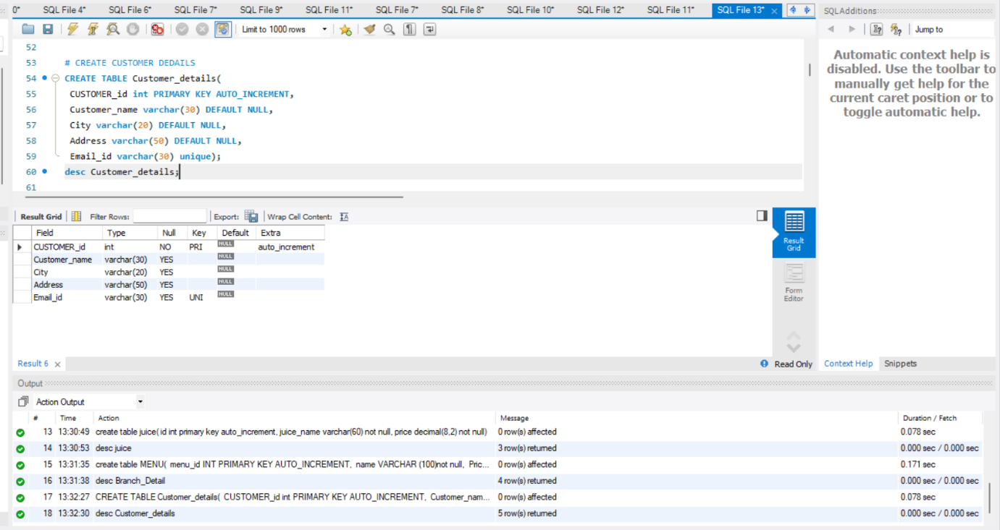 0* SQL File 4* SQL File 6* SQL File 7* SQL File 9* SQL File 11* SQL File 7* SQL File 8* SQL File 10* SQL File 12* SQL File 11* SQL File 13*
SQLAdditions
Limit to 1000 rows
Jump to
52
53 # CREATE CUSTOMER DEDAILS
54 CREATE TABLE Customer_details(
55 CUSTOMER_id int PRIMARY KEY AUTO_INCREMENT,
56 Customer_name varchar(30) DEFAULT NULL,
57 City varchar(20) DEFAULT NULL,
58 Address varchar(50) DEFAULT NULL,
59 Email_id varchar(30) unique);
60 desc Customer_details;
61
Automatic context help is
disabled. Use the toolbar to
manually get help for the
current caret position or to
toggle automatic help.
Result Grid Filter Rows: Export: Wrap Cell Content: IA
Field Type Null Key Default Extra
CUSTOMER_id int NO PRI NULL auto_increment
Customer_name varchar(30) YES NULL
City varchar(20) YES NULL
Address varchar(50) YES NULL
Email_id varchar(30) YES UNI NULL
Result
Grid
Form
Editor
Result 6
Read Only
Context Help Snippets
Output
Action Output
# Time Action Message Duration / Fetch
13 13:30:49 create table juice( id int primary key auto_increment, juice_name varchar(60) not null, price decimal(8,2) not null) 0 row(s) affected 0.078 sec
14 13:30:53 desc juice 3 row(s) returned 0.000 sec / 0.000 sec
15 13:31:35 create table MENU( menu_id INT PRIMARY KEY AUTO_INCREMENT, name VARCHAR (100)not null, Pric... 0 row(s) affected 0.171 sec
16 13:31:38 desc Branch_Detail 4 row(s) returned 0.000 sec / 0.000 sec
17 13:32:27 CREATE TABLE Customer_details( CUSTOMER_id int PRIMARY KEY AUTO_INCREMENT, Customer_nam... 0 row(s) affected 0.078 sec
18 13:32:30 desc Customer_details 5 row(s) returned 0.000 sec / 0.000 sec